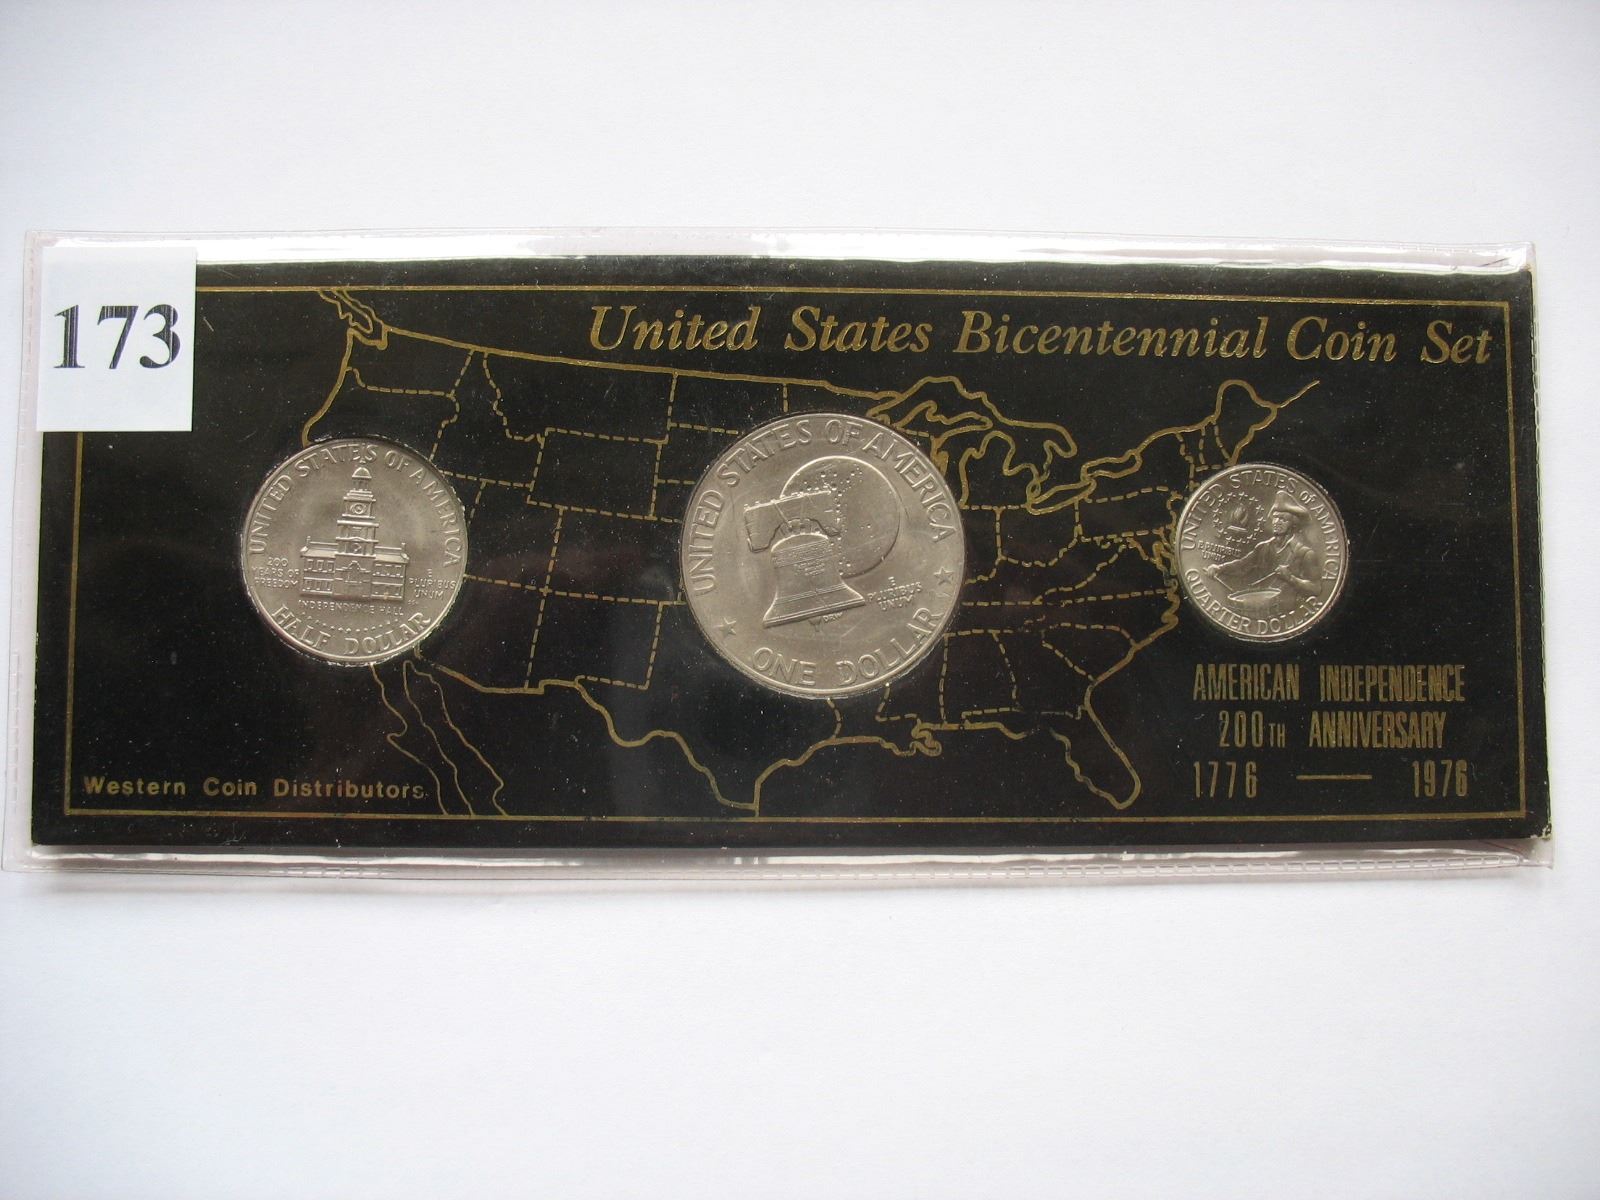 173
United States Bicentennial Coin Set
UNITED STATES OF AMERICA
200
YEARS OF
FREEDOM
E
PLURIBUS
UNUM
INDEPENDENCE HALL
HALF DOLLAR
UNITED STATES OF AMERICA
E
PLURIBUS
UNUM
ONE DOLLAR
UNITED STATES of AMERICA
E PLURIBUS
UNUM
QUARTER DOLLAR
AMERICAN INDEPENDENCE
200TH ANNIVERSARY
1776 — 1976
Western Coin Distributors